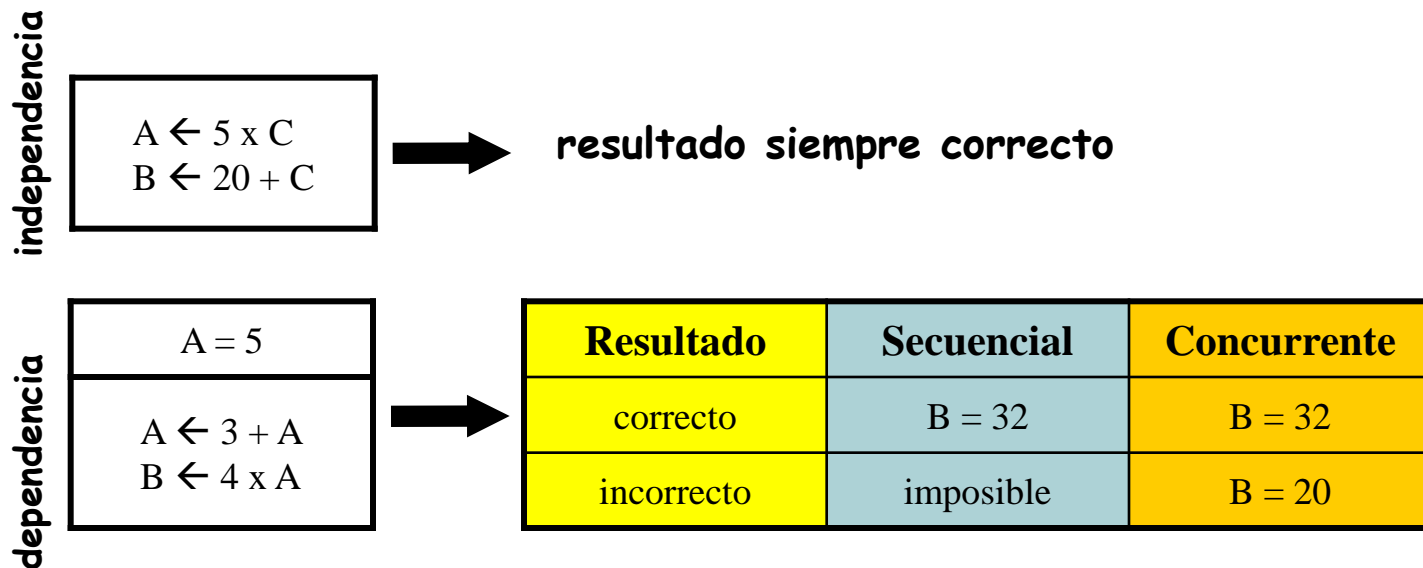 independencia
A ← 5 x C
B ← 20 + C
resultado siempre correcto
dependencia
A = 5
A ← 3 + A
B ← 4 x A
Resultado Secuencial Concurrente
correcto B = 32 B = 32
incorrecto imposible B = 20